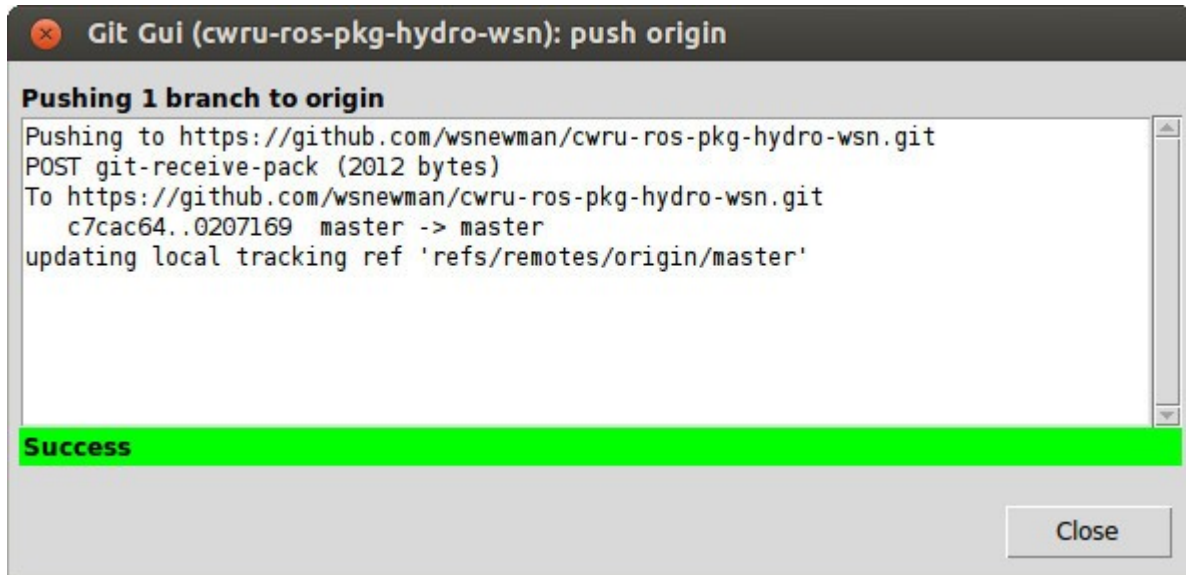 Git Gui (cwru-ros-pkg-hydro-wsn): push origin
Pushing 1 branch to origin
Pushing to https://github.com/wsnewman/cwru-ros-pkg-hydro-wsn.git
POST git-receive-pack (2012 bytes)
To https://github.com/wsnewman/cwru-ros-pkg-hydro-wsn.git
   c7cac64..0207169  master -> master
updating local tracking ref 'refs/remotes/origin/master'
Success
Close